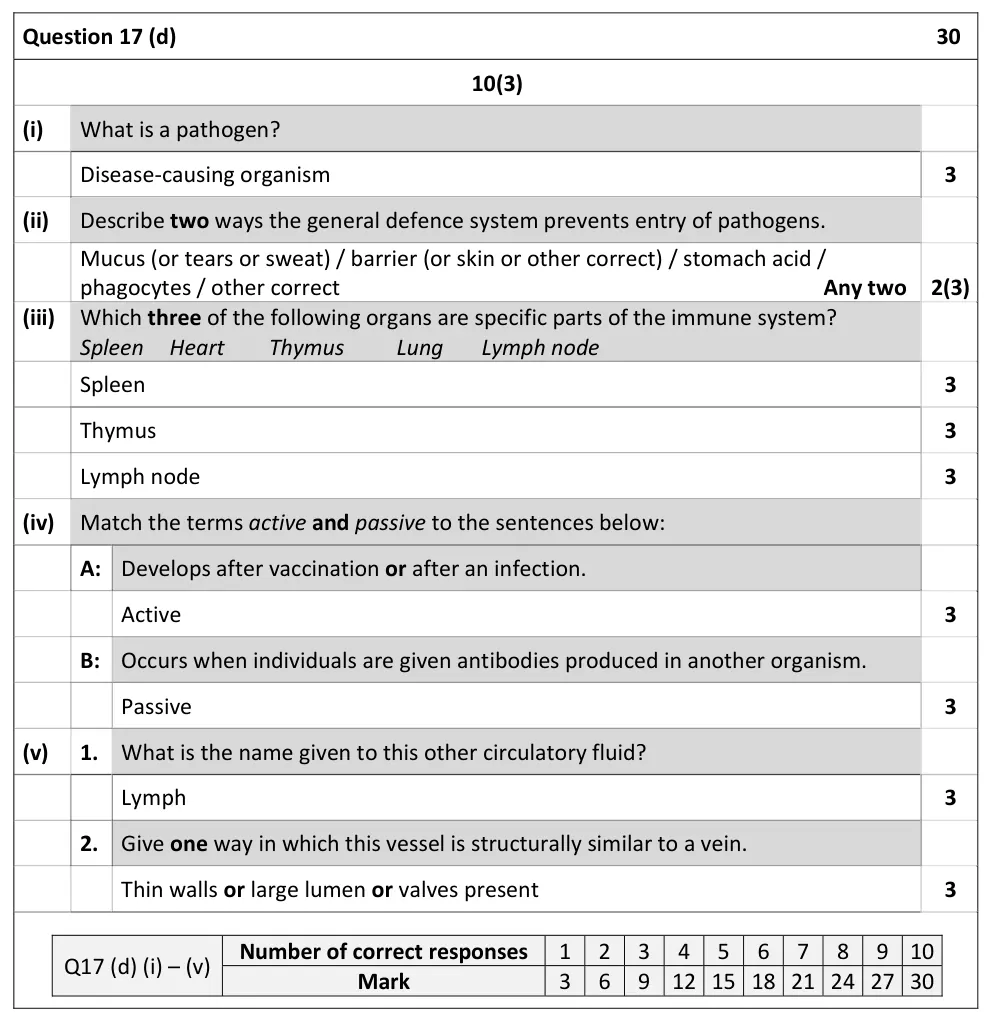 Question 17 (d) 30
10(3)
(i) What is a pathogen?
Disease-causing organism 3
(ii) Describe two ways the general defence system prevents entry of pathogens.
Mucus (or tears or sweat) / barrier (or skin or other correct) / stomach acid /
phagocytes / other correct Any two 2(3)
(iii) Which three of the following organs are specific parts of the immune system?
Spleen Heart Thymus Lung Lymph node
Spleen 3
Thymus 3
Lymph node 3
(iv) Match the terms active and passive to the sentences below:
A: Develops after vaccination or after an infection.
Active 3
B: Occurs when individuals are given antibodies produced in another organism.
Passive 3
(v) 1. What is the name given to this other circulatory fluid?
Lymph 3
2. Give one way in which this vessel is structurally similar to a vein.
Thin walls or large lumen or valves present 3
Q17 (d) (i) – (v)
Number of correct responses 1 2 3 4 5 6 7 8 9 10
Mark 3 6 9 12 15 18 21 24 27 30